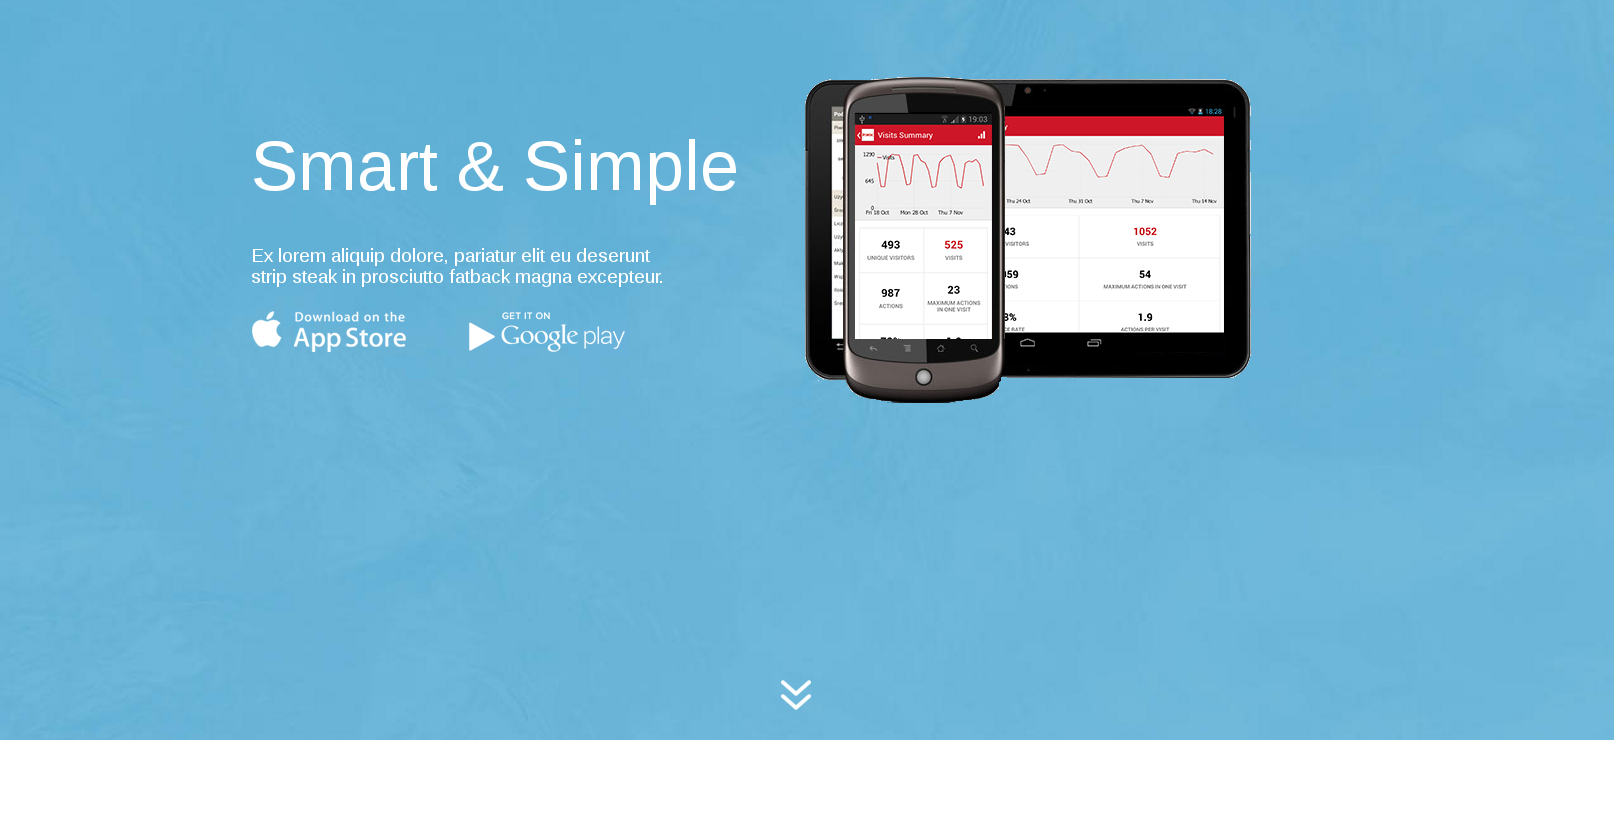 Smart & Simple
Ex lorem aliquip dolore, pariatur elit eu deserunt
strip steak in prosciutto fatback magna excepteur.
Download on the
App Store
GET IT ON
Google play
19:03
Visits Summary
1290
Visits
645
0
Fri 18 Oct Mon 28 Oct Thu 7 Nov
493 525
UNIQUE VISITORS VISITS
987 23
ACTIONS MAXIMUM ACTIONS
IN ONE VISIT
18:28
Thu 24 Oct Thu 31 Oct Thu 7 Nov Thu 14 Nov
43 1052
VISITORS VISITS
54
MAXIMUM ACTIONS IN ONE VISIT
1.9
ACTIONS PER VISIT